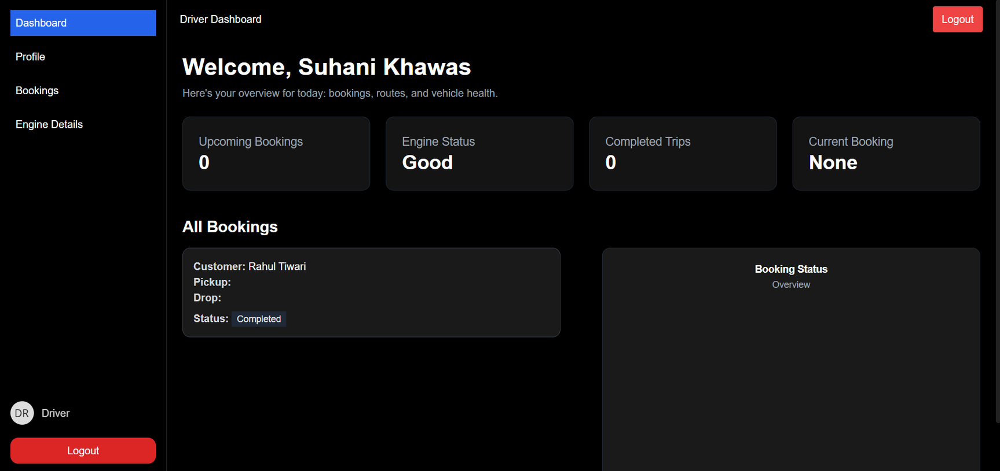 Dashboard
Profile
Bookings
Engine Details
DR Driver
Logout
Driver Dashboard
Logout
Welcome, Suhani Khawas
Here's your overview for today: bookings, routes, and vehicle health.
Upcoming Bookings
0
Engine Status
Good
Completed Trips
0
Current Booking
None
All Bookings
Customer: Rahul Tiwari
Pickup:
Drop:
Status: Completed
Booking Status
Overview